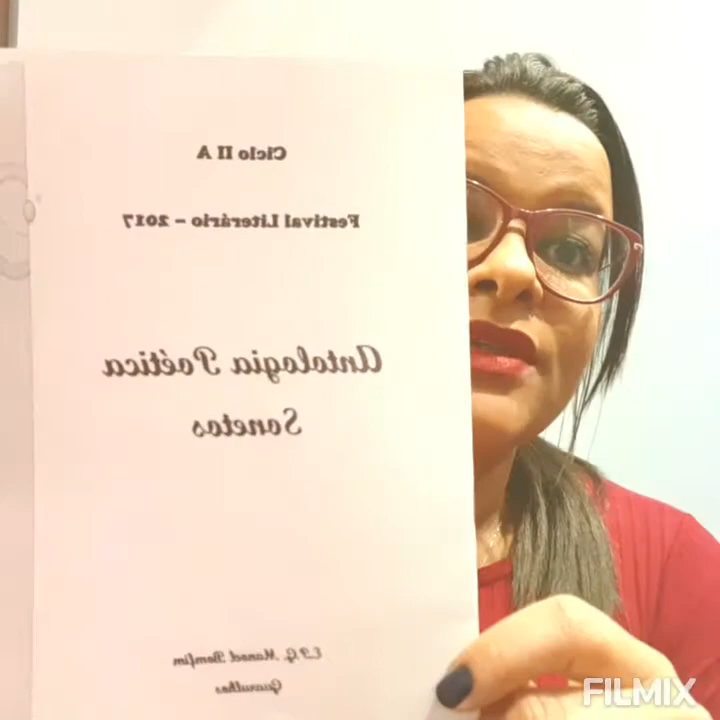 Ciclo II A
Festival Literário – 2017
Antologia Poética
Sonetos
E.P.G. Manoel Bomfim
Guarulhos
FILMIX